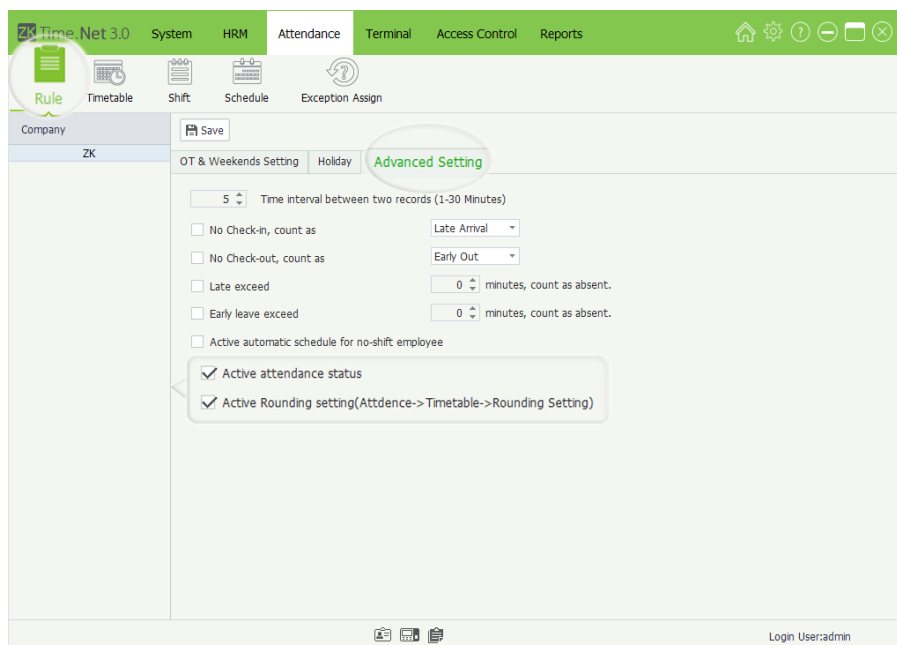 ZK Time.Net 3.0 System HRM Attendance Terminal Access Control Reports
Rule Timetable Shift Schedule Exception Assign
Company
Save
ZK
OT & Weekends Setting Holiday Advanced Setting
5 Time interval between two records (1-30 Minutes)
No Check-in, count as Late Arrival
No Check-out, count as Early Out
Late exceed 0 minutes, count as absent.
Early leave exceed 0 minutes, count as absent.
Active automatic schedule for no-shift employee
Active attendance status
Active Rounding setting(Attdence->Timetable->Rounding Setting)
Login User:admin